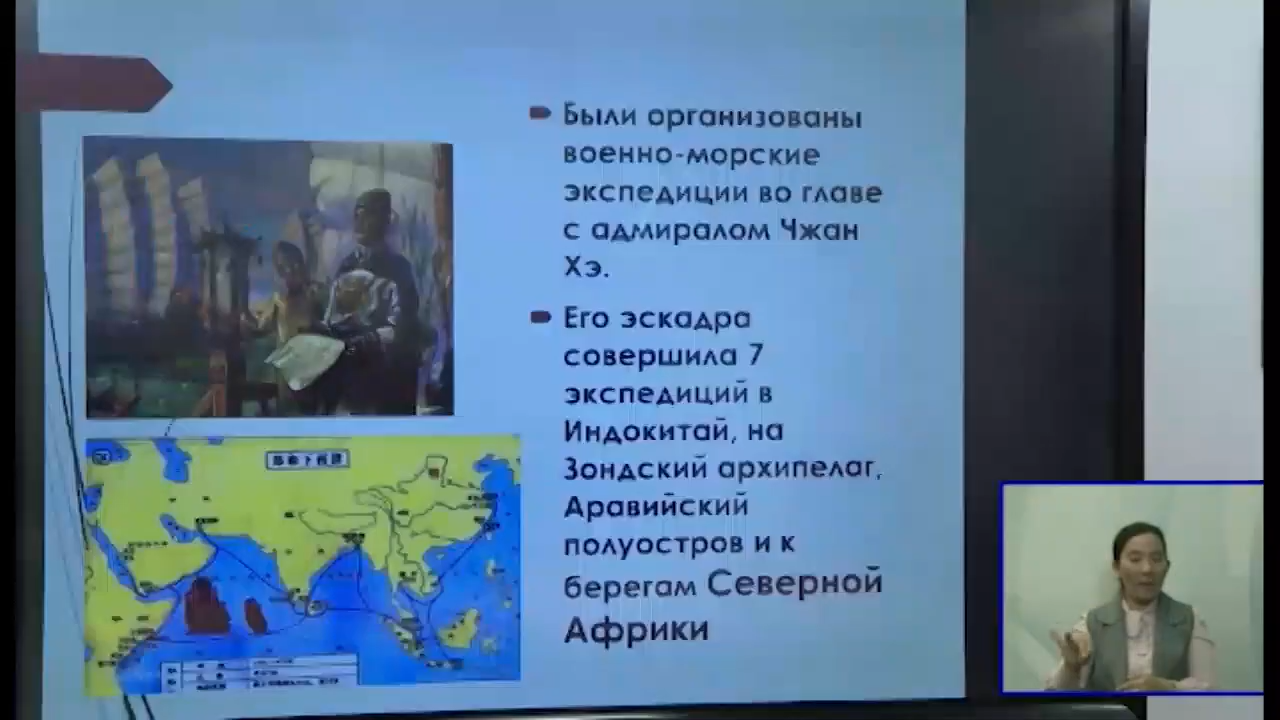 Были организованы
военно-морские
экспедиции во главе
с адмиралом Чжан
Хэ.
Его эскадра
совершила 7
экспедиций в
Индокитай, на
Зондский архипелаг,
Аравийский
полуостров и к
берегам Северной
Африки